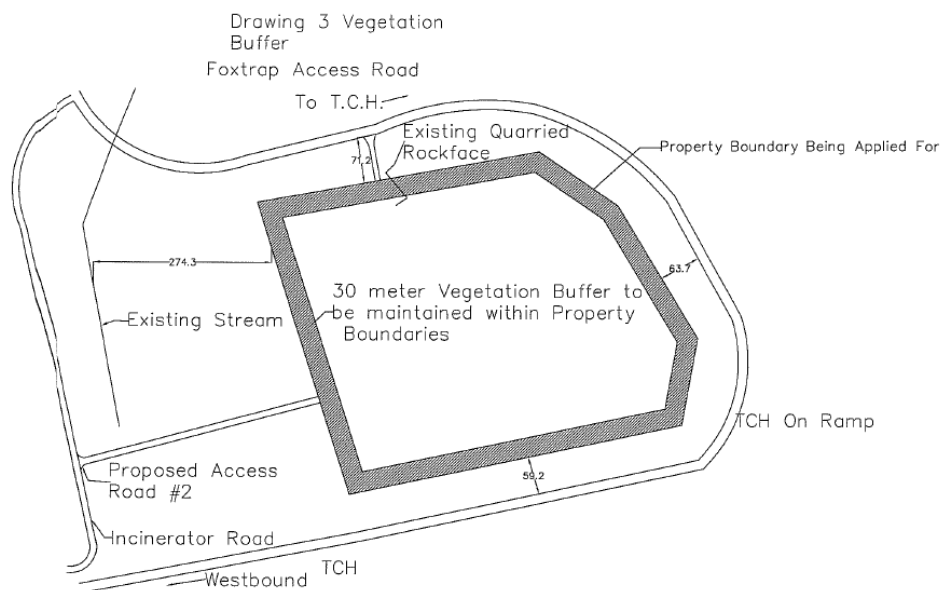 Drawing 3 Vegetation
Buffer
Foxtrap Access Road
To T.C.H.
Existing Quarried
Rockface
71.2
Property Boundary Being Applied For
274.3
63.7
30 meter Vegetation Buffer to
be maintained within Property
Boundaries
Existing Stream
TCH On Ramp
Proposed Access
Road #2
59.2
Incinerator Road
TCH
Westbound